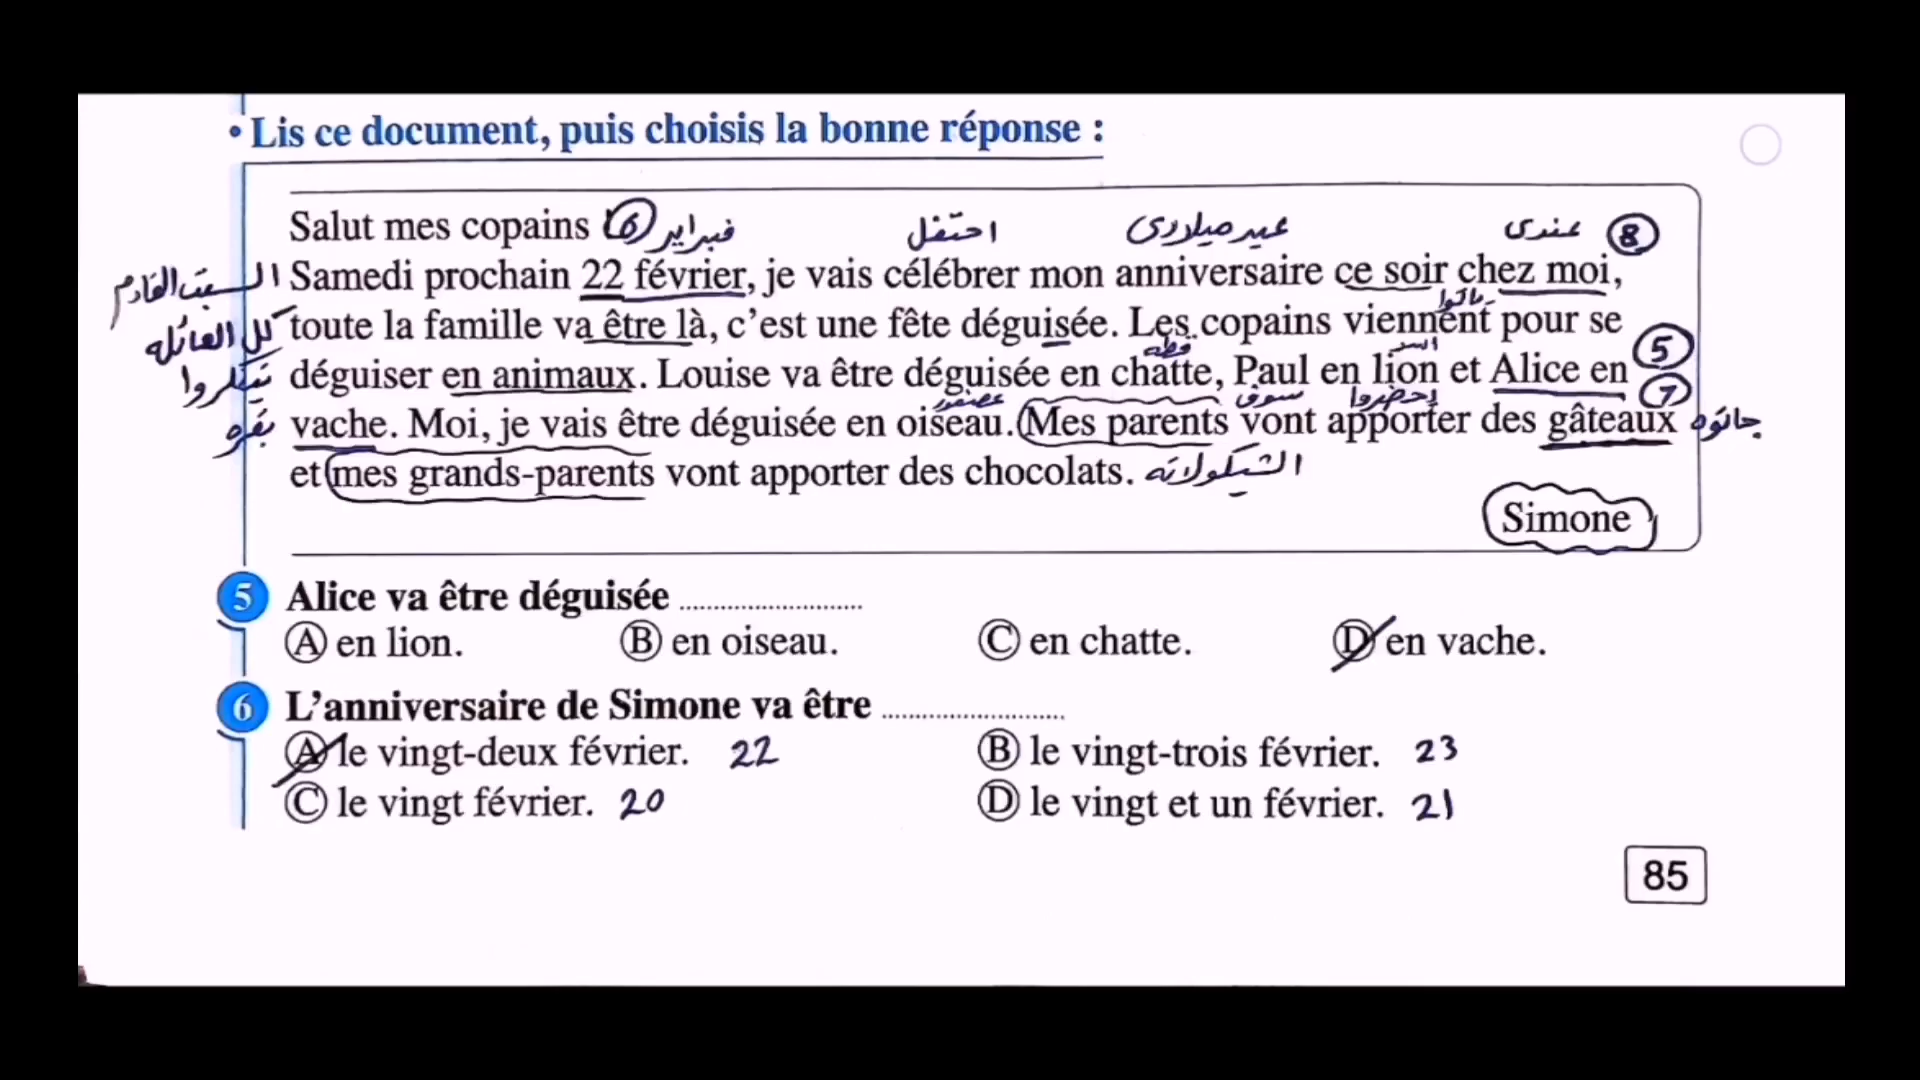 • Lis ce document, puis choisis la bonne réponse :
Salut mes copains 6 فبراير احتفل عيد ميلادى عندى 8
السبت القادم Samedi prochain 22 février, je vais célébrer mon anniversaire ce soir chez moi,
كل العائله toute la famille va être là, c’est une fête déguisée. Les copains viennent pour se
déguiser en animaux. Louise va être déguisée en chatte, Paul en lion et Alice en 5
بقره vache. Moi, je vais être déguisée en oiseau. Mes parents vont apporter des gâteaux 7 جاتوه
et mes grands-parents vont apporter des chocolats. الشيكولاته
Simone
5 Alice va être déguisée ........................
A en lion. B en oiseau. C en chatte. D en vache.
6 L’anniversaire de Simone va être ........................
A le vingt-deux février. 22 B le vingt-trois février. 23
C le vingt février. 20 D le vingt et un février. 21
85